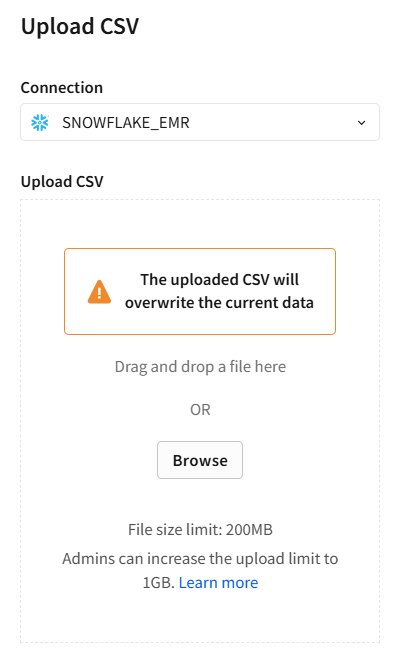 Upload CSV
Connection
SNOWFLAKE_EMR
Upload CSV
The uploaded CSV will
overwrite the current data
Drag and drop a file here
OR
Browse
File size limit: 200MB
Admins can increase the upload limit to
1GB. Learn more